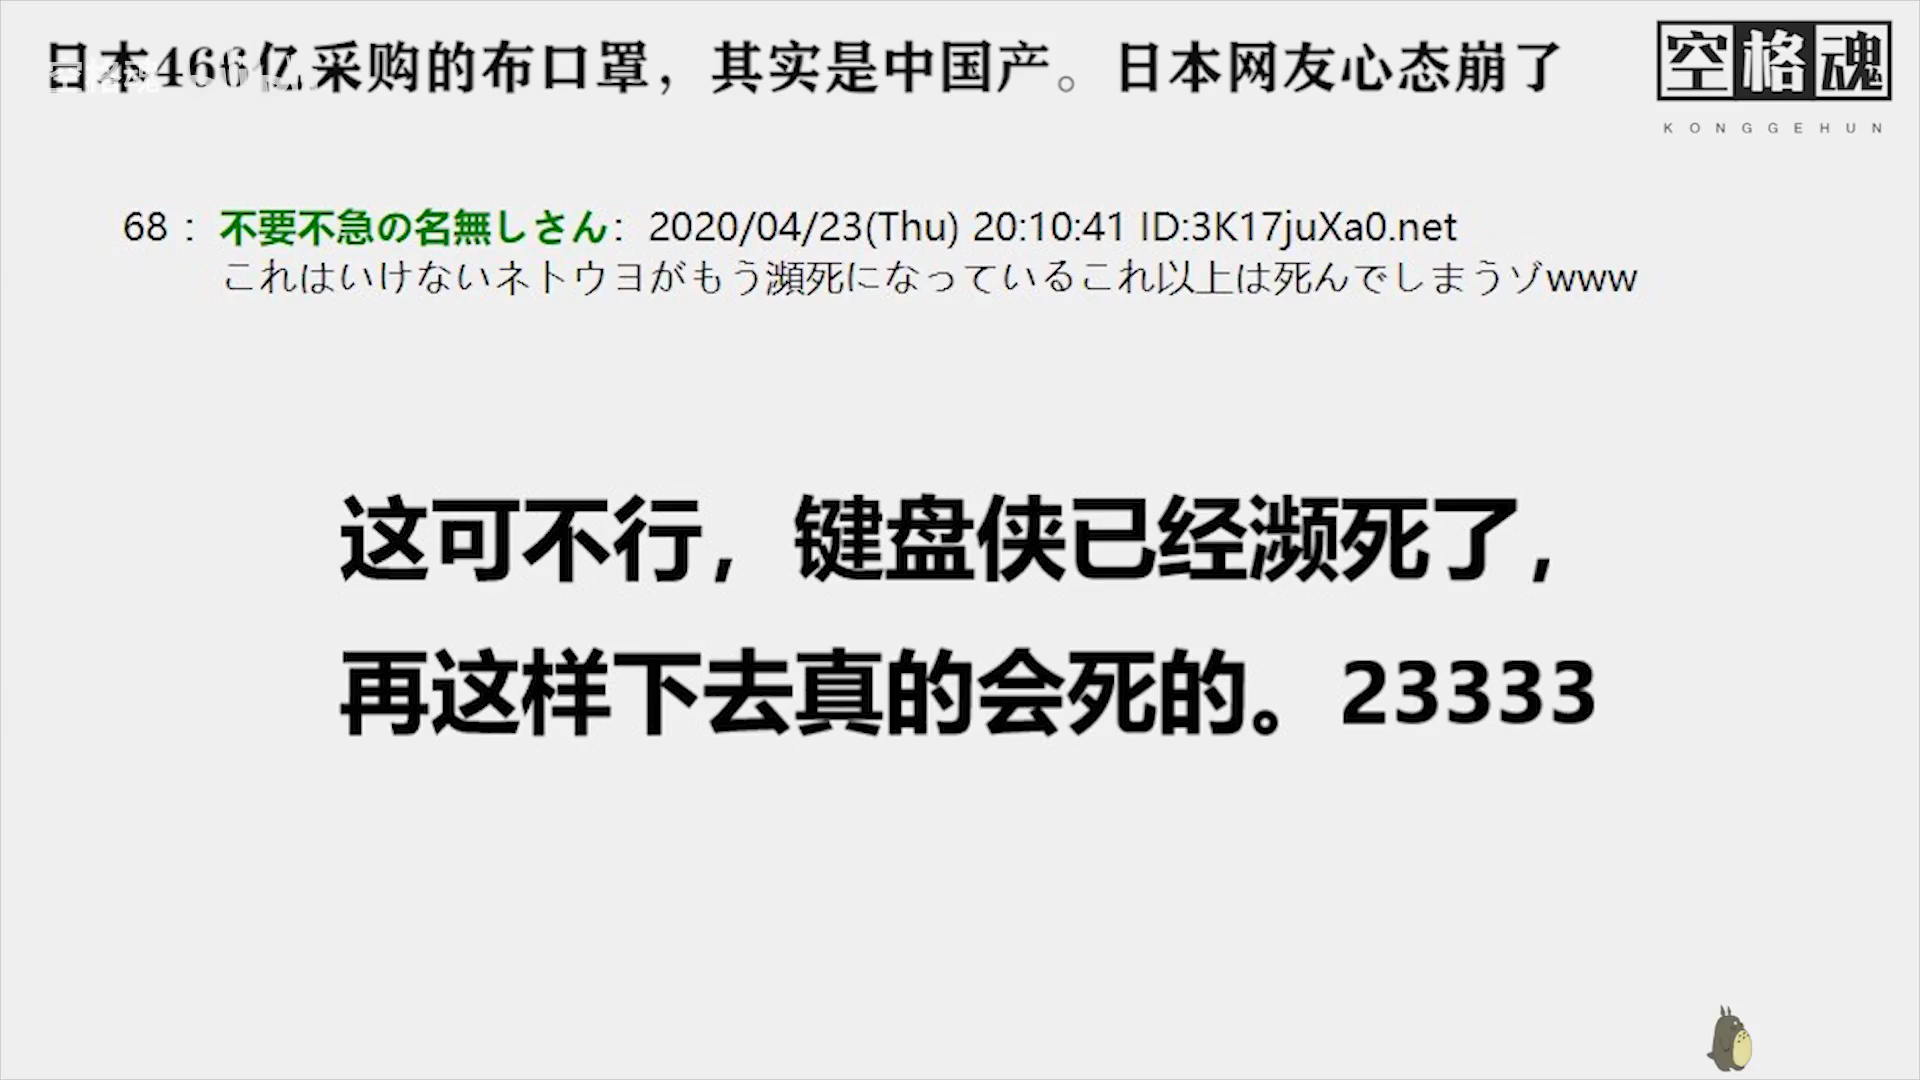 日本466亿采购的布口罩，其实是中国产。日本网友心态崩了
空格魂
KONGGEHUN
68 ： 不要不急の名無しさん： 2020/04/23(Thu) 20:10:41 ID:3K17juXa0.net
これはいけないネトウヨがもう瀕死になっているこれ以上は死んでしまうゾwww
这可不行，键盘侠已经濒死了，
再这样下去真的会死的。23333